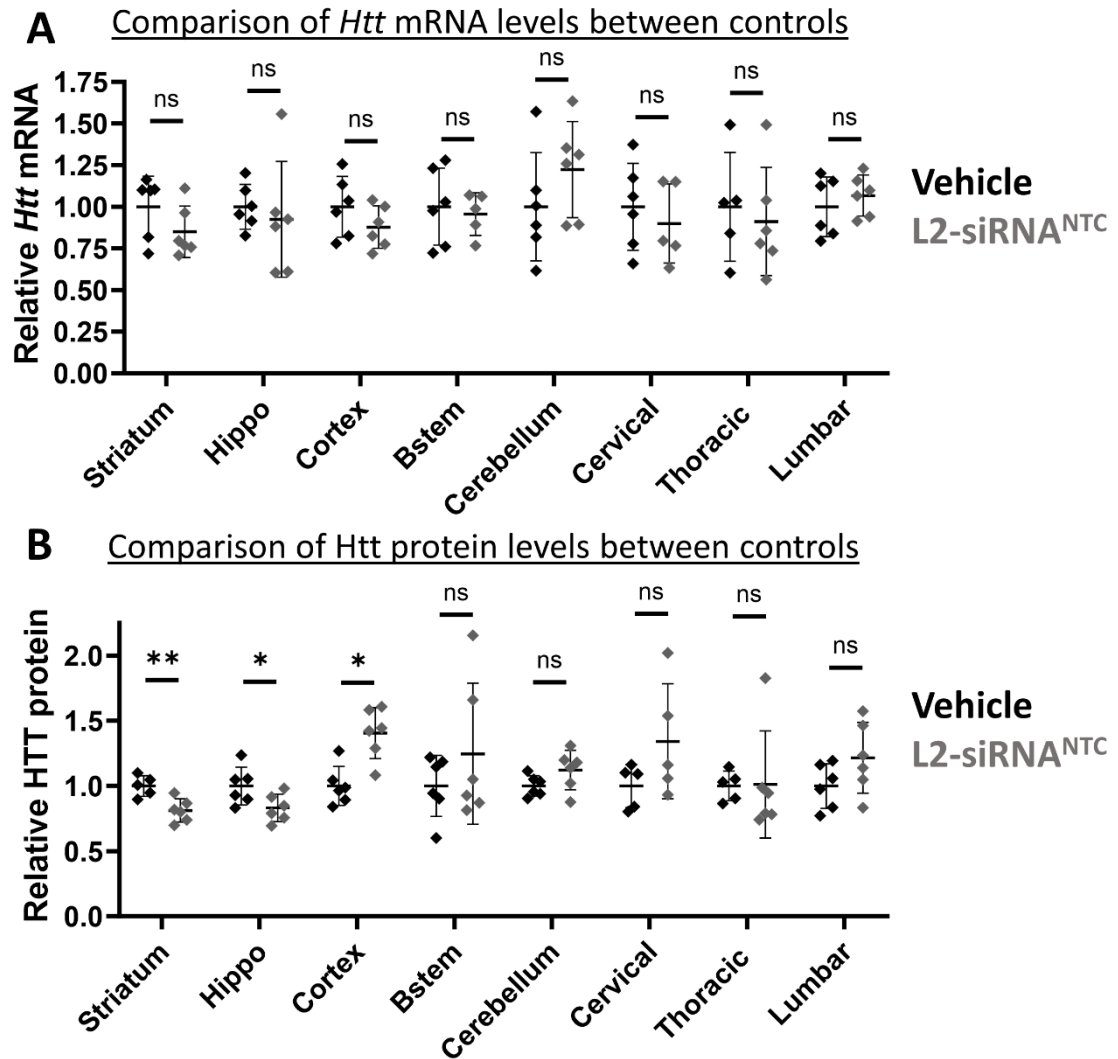 A Comparison of Htt mRNA levels between controls
Relative Htt mRNA
1.75
1.50
1.25
1.00
0.75
0.50
0.25
0.00
ns ns ns ns ns ns ns ns
Striatum Hippo Cortex Bstem Cerebellum Cervical Thoracic Lumbar
Vehicle
L2-siRNA^NTC
B Comparison of Htt protein levels between controls
Relative HTT protein
2.0
1.5
1.0
0.5
0.0
** * * ns ns ns ns ns
Striatum Hippo Cortex Bstem Cerebellum Cervical Thoracic Lumbar
Vehicle
L2-siRNA^NTC